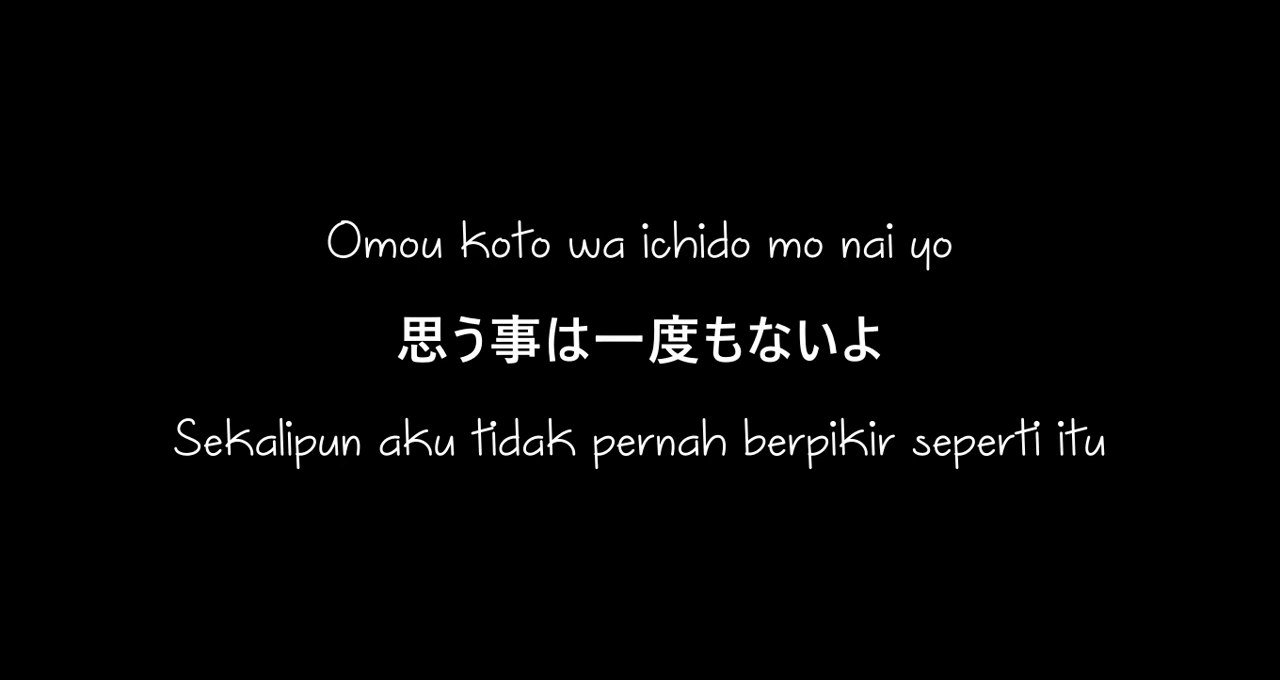 Omou koto wa ichido mo nai yo
思う事は一度もないよ
Sekalipun aku tidak pernah berpikir seperti itu